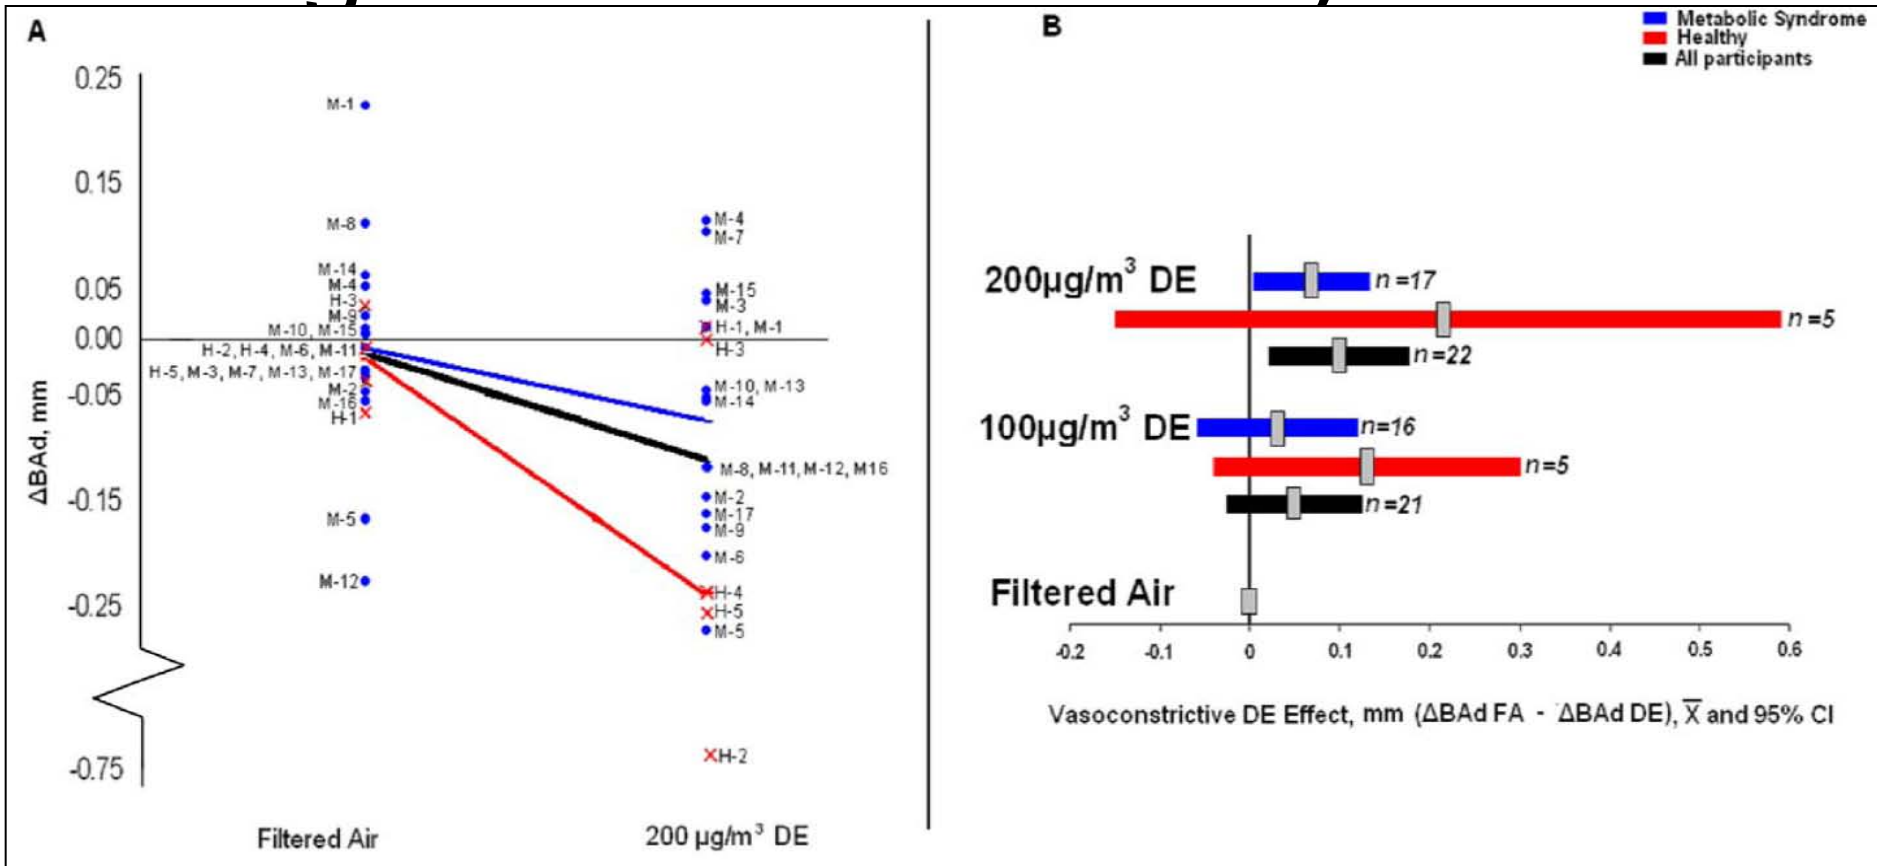 A
0.25
0.15
0.05
0.00
-0.05
-0.15
-0.25
-0.75
ΔBAd, mm
M-1
M-8
M-14
M-4
H-3
M-9
M-10, M-15
H-2, H-4, M-6, M-11
H-5, M-3, M-7, M-13, M-17
M-2
M-16
H-1
M-5
M-12
M-4
M-7
M-15
M-3
H-1, M-1
H-3
M-10, M-13
M-14
M-8, M-11, M-12, M16
M-2
M-17
M-9
M-6
H-4
H-5
M-5
H-2
Filtered Air
200 µg/m³ DE
B
Metabolic Syndrome
Healthy
All participants
200µg/m³ DE
n=17
n=5
n=22
100µg/m³ DE
n=16
n=5
n=21
Filtered Air
-0.2 -0.1 0 0.1 0.2 0.3 0.4 0.5 0.6
Vasoconstrictive DE Effect, mm (ΔBAd FA - ΔBAd DE), X̅ and 95% CI